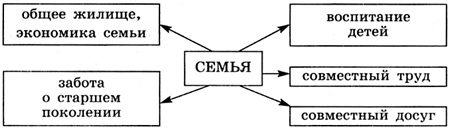 общее жилище,
экономика семьи
воспитание
детей
СЕМЬЯ
забота
о старшем
поколении
совместный труд
совместный досуг